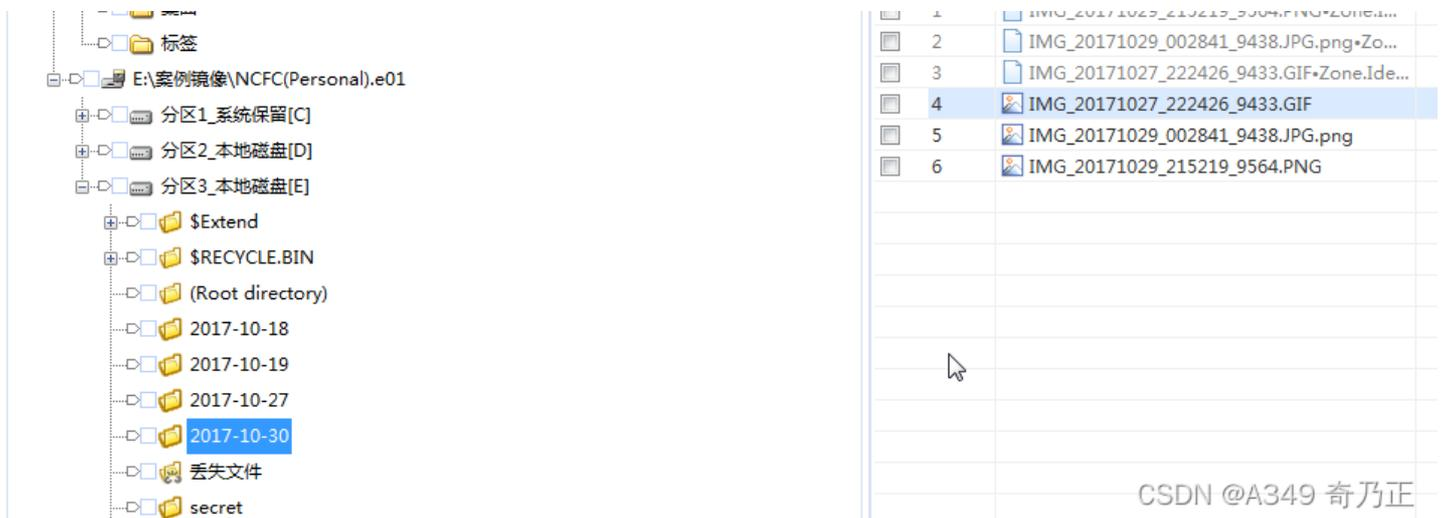 标签
E:\案例镜像\NCFC(Personal).e01
分区1_系统保留[C]
分区2_本地磁盘[D]
分区3_本地磁盘[E]
$Extend
$RECYCLE.BIN
(Root directory)
2017-10-18
2017-10-19
2017-10-27
2017-10-30
丢失文件
secret
1 IMG_20171029_215219_9564.PNG•Zone.I...
2 IMG_20171029_002841_9438.JPG.png•Zo...
3 IMG_20171027_222426_9433.GIF•Zone.Ide...
4 IMG_20171027_222426_9433.GIF
5 IMG_20171029_002841_9438.JPG.png
6 IMG_20171029_215219_9564.PNG
CSDN @A349 奇乃正